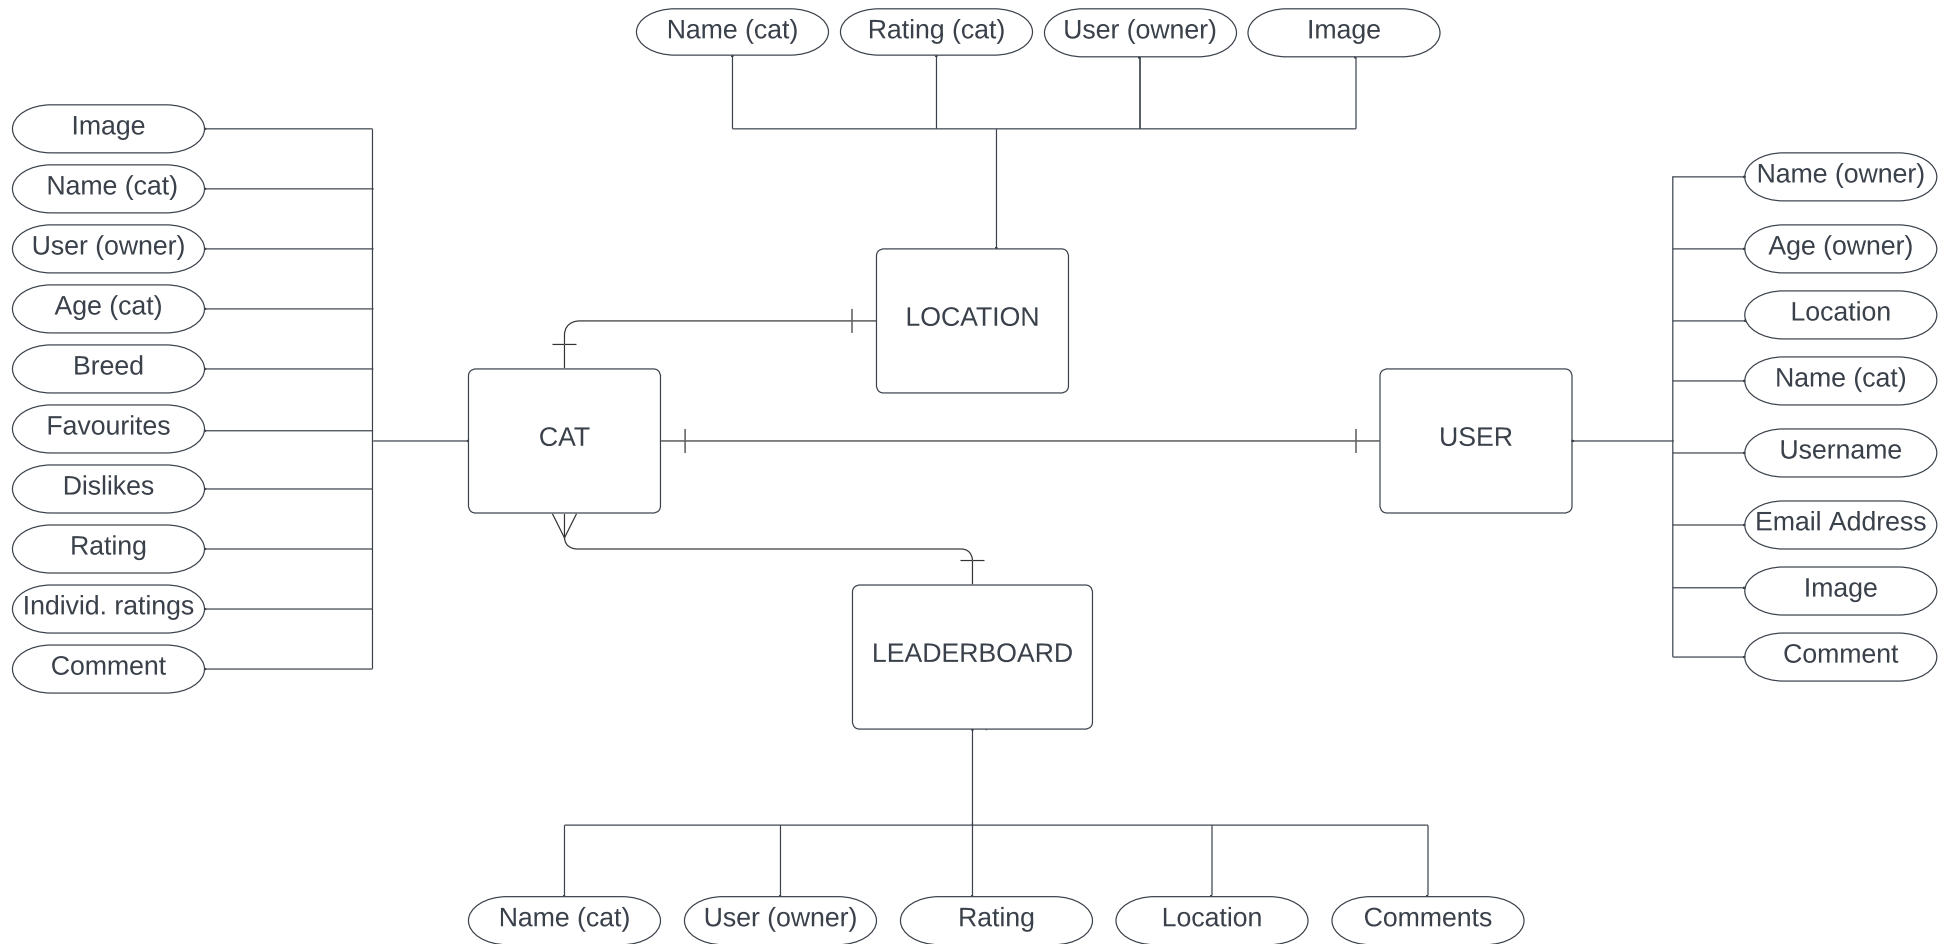 Name (cat)
Rating (cat)
User (owner)
Image
Image
Name (cat)
User (owner)
Age (cat)
Breed
Favourites
Dislikes
Rating
Individ. ratings
Comment
LOCATION
CAT
USER
LEADERBOARD
Name (owner)
Age (owner)
Location
Name (cat)
Username
Email Address
Image
Comment
Name (cat)
User (owner)
Rating
Location
Comments